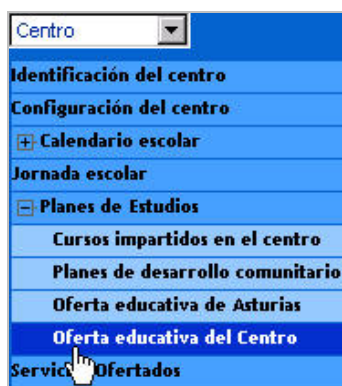 Centro
Identificación del centro
Configuración del centro
Calendario escolar
Jornada escolar
Planes de Estudios
Cursos impartidos en el centro
Planes de desarrollo comunitario
Oferta educativa de Asturias
Oferta educativa del Centro
Ofertados